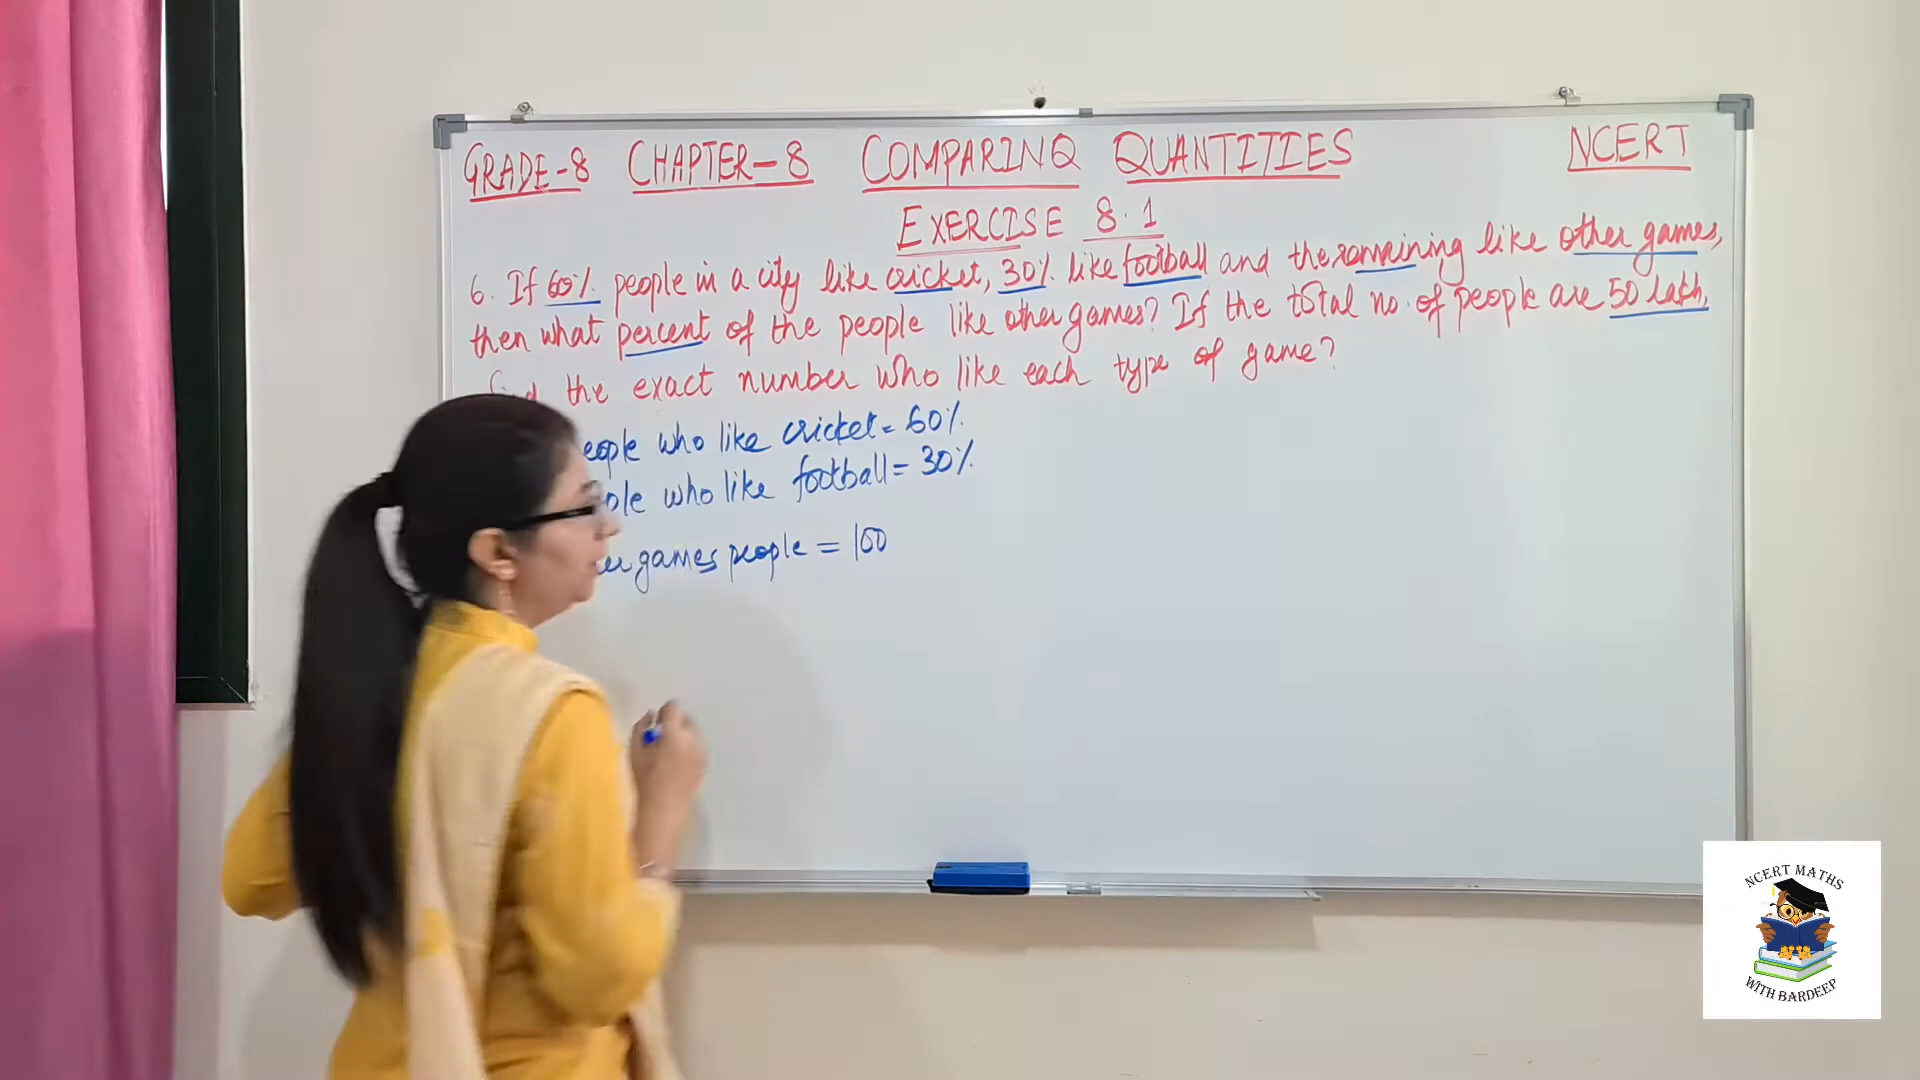 GRADE-8 CHAPTER-8 COMPARING QUANTITIES NCERT
EXERCISE 8.1
6. If 60% people in a city like cricket, 30% like football and the remaining like other games,
then what percent of the people like other games? If the total no. of people are 50 lakh,
the exact number who like each type of game?
who like cricket = 60%
who like football = 30%
games people = 100
NCERT MATHS
WITH BARDEEP